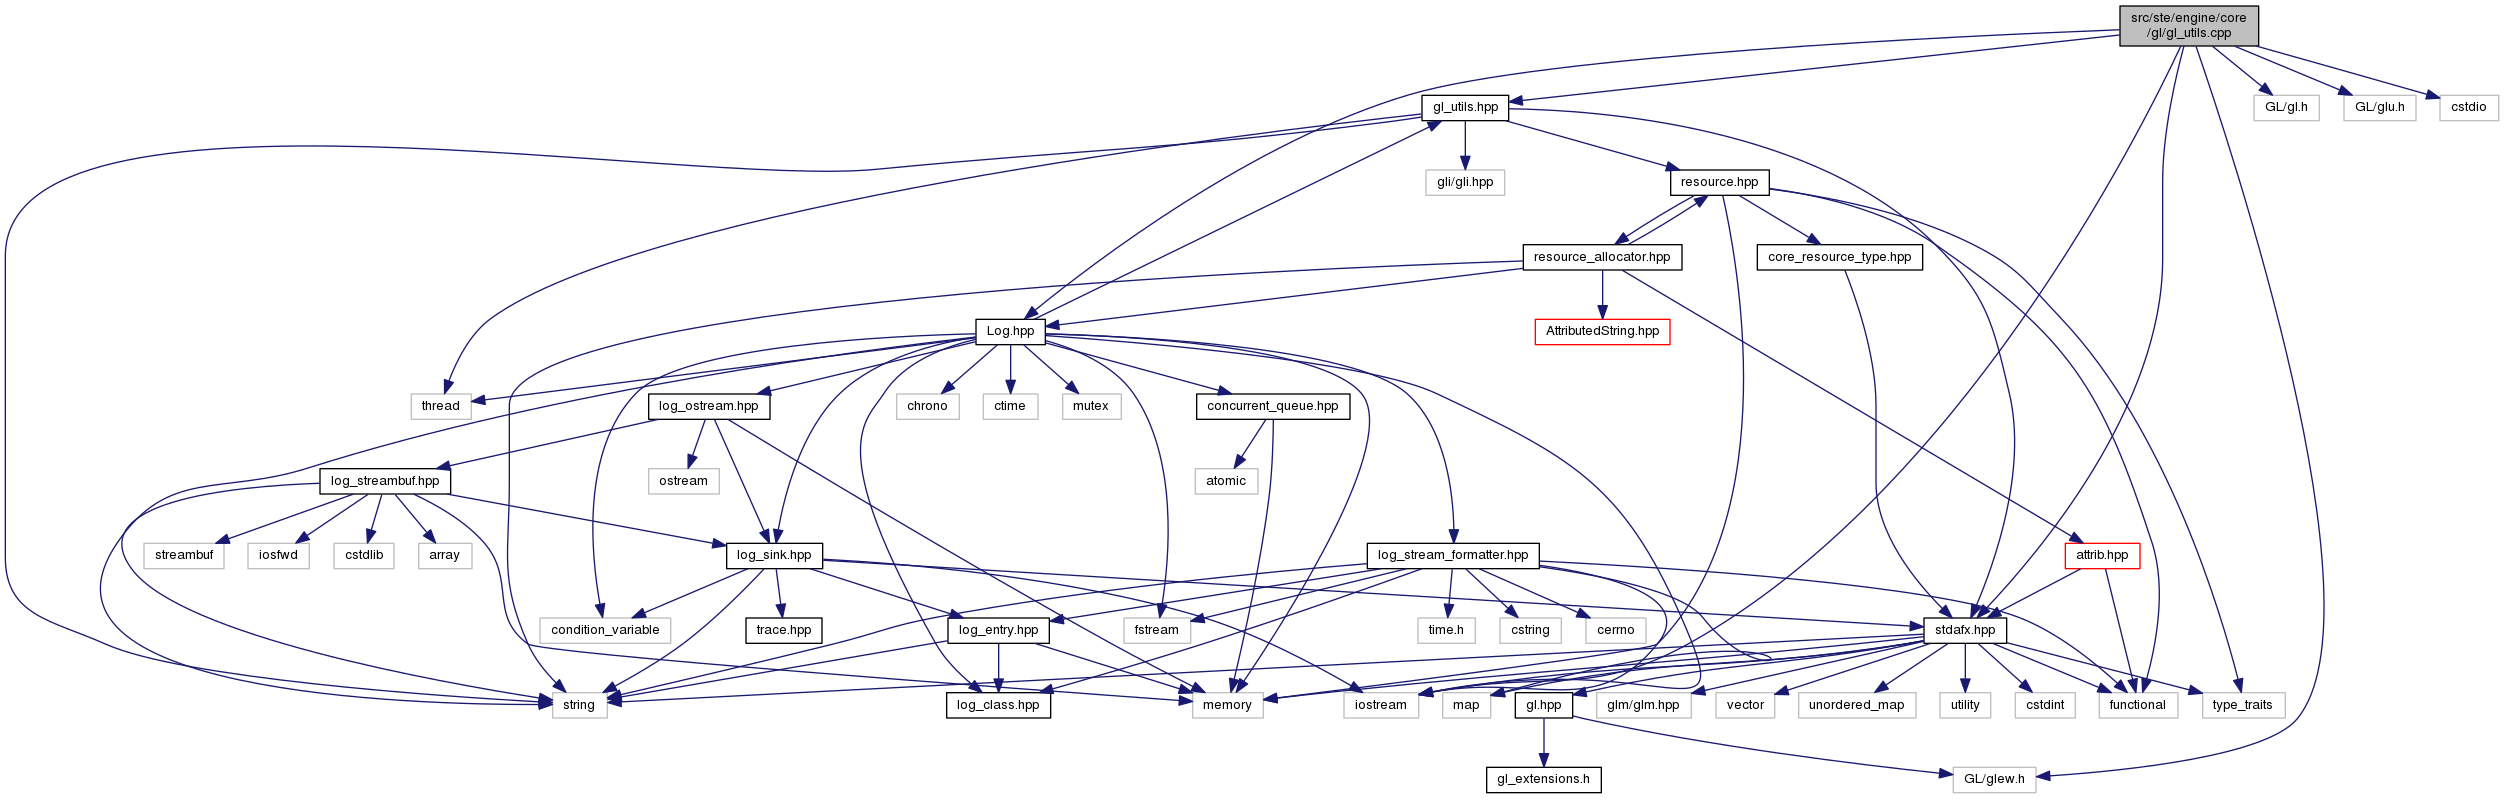 src/ste/engine/core
/gl/gl_utils.cpp
gl_utils.hpp
GL/gl.h
GL/glu.h
cstdio
gli/gli.hpp
resource.hpp
resource_allocator.hpp
core_resource_type.hpp
Log.hpp
AttributedString.hpp
thread
log_ostream.hpp
chrono
ctime
mutex
concurrent_queue.hpp
log_streambuf.hpp
ostream
atomic
streambuf
iosfwd
cstdlib
array
log_sink.hpp
log_stream_formatter.hpp
attrib.hpp
condition_variable
trace.hpp
log_entry.hpp
fstream
time.h
cstring
cerrno
stdafx.hpp
string
log_class.hpp
memory
iostream
map
gl.hpp
glm/glm.hpp
vector
unordered_map
utility
cstdint
functional
type_traits
gl_extensions.h
GL/glew.h